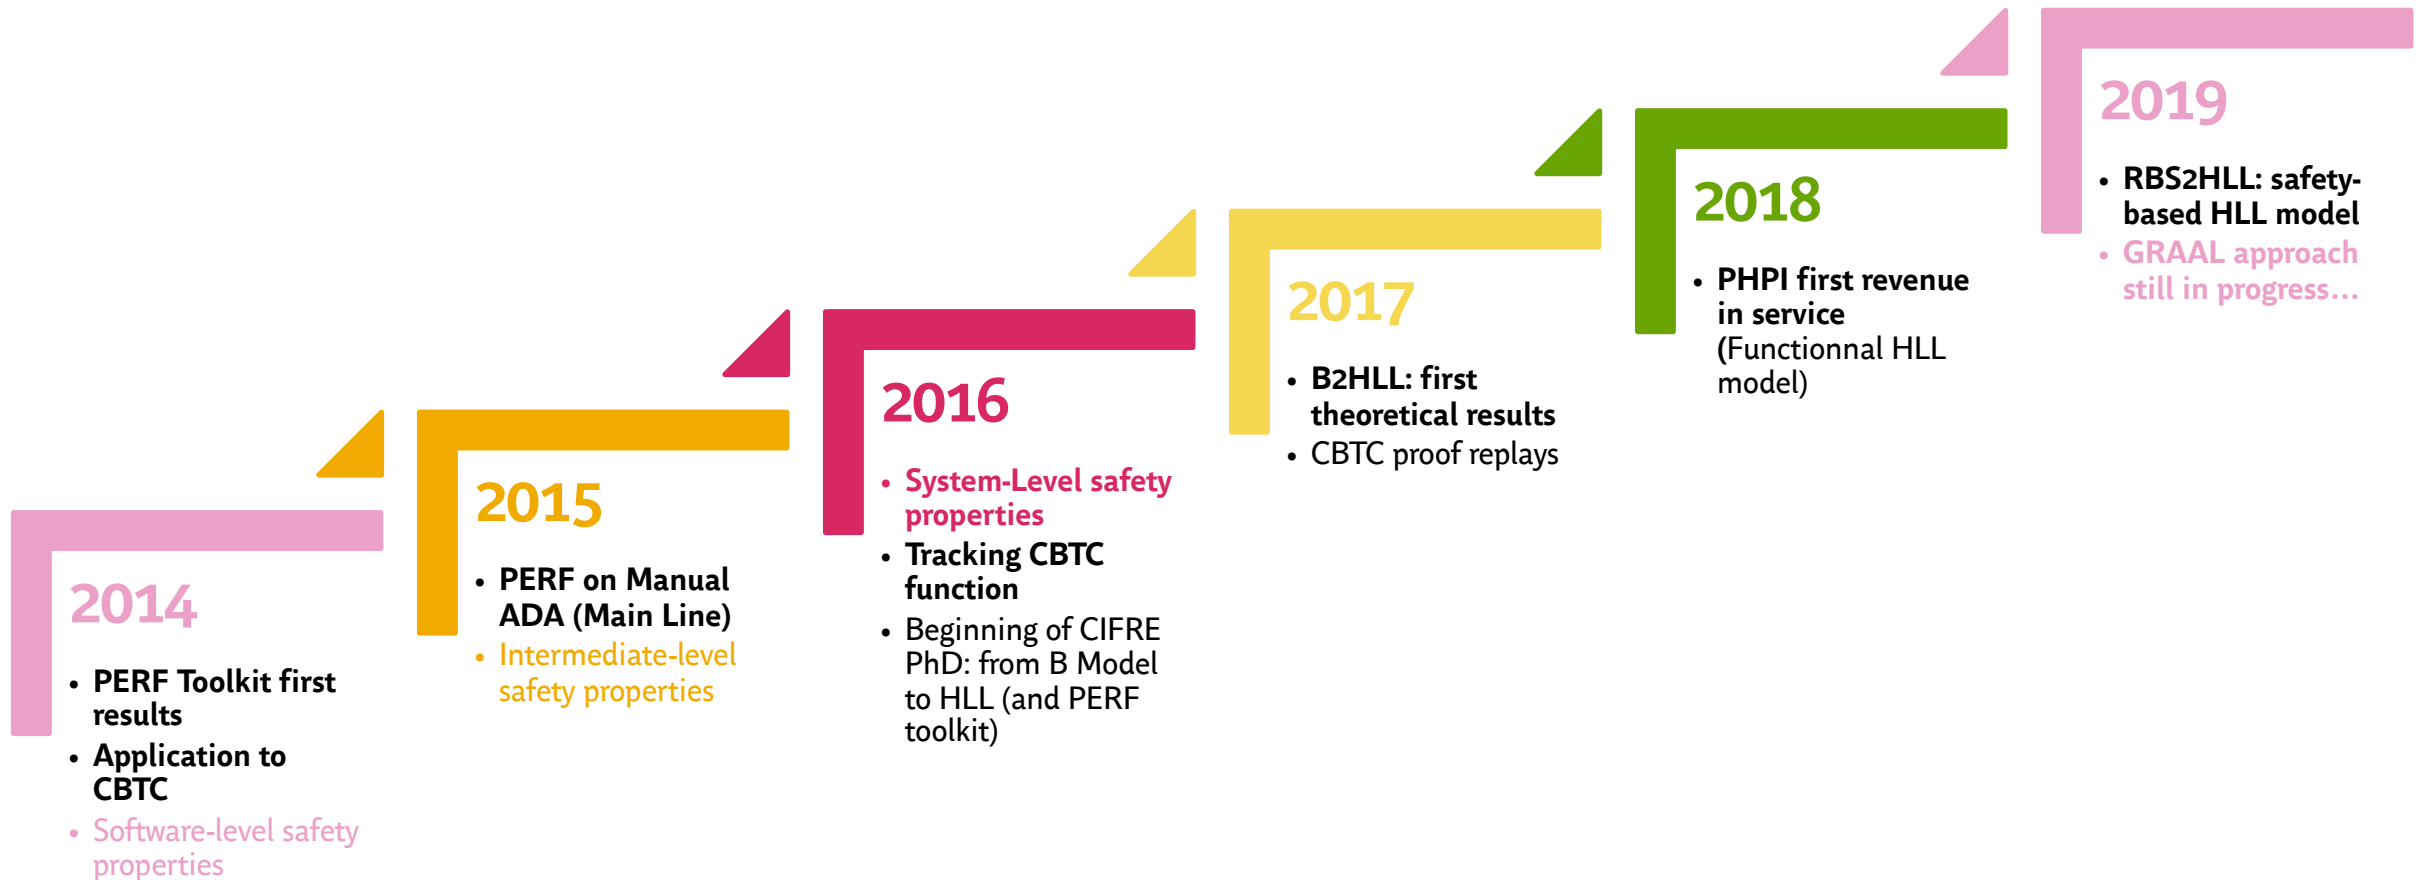 2014
• PERF Toolkit first
results
• Application to
CBTC
• Software-level safety
properties
2015
• PERF on Manual
ADA (Main Line)
• Intermediate-level
safety properties
2016
• System-Level safety
properties
• Tracking CBTC
function
• Beginning of CIFRE
PhD: from B Model
to HLL (and PERF
toolkit)
2017
• B2HLL: first
theoretical results
• CBTC proof replays
2018
• PHPI first revenue
in service
(Functionnal HLL
model)
2019
• RBS2HLL: safety-
based HLL model
• GRAAL approach
still in progress...